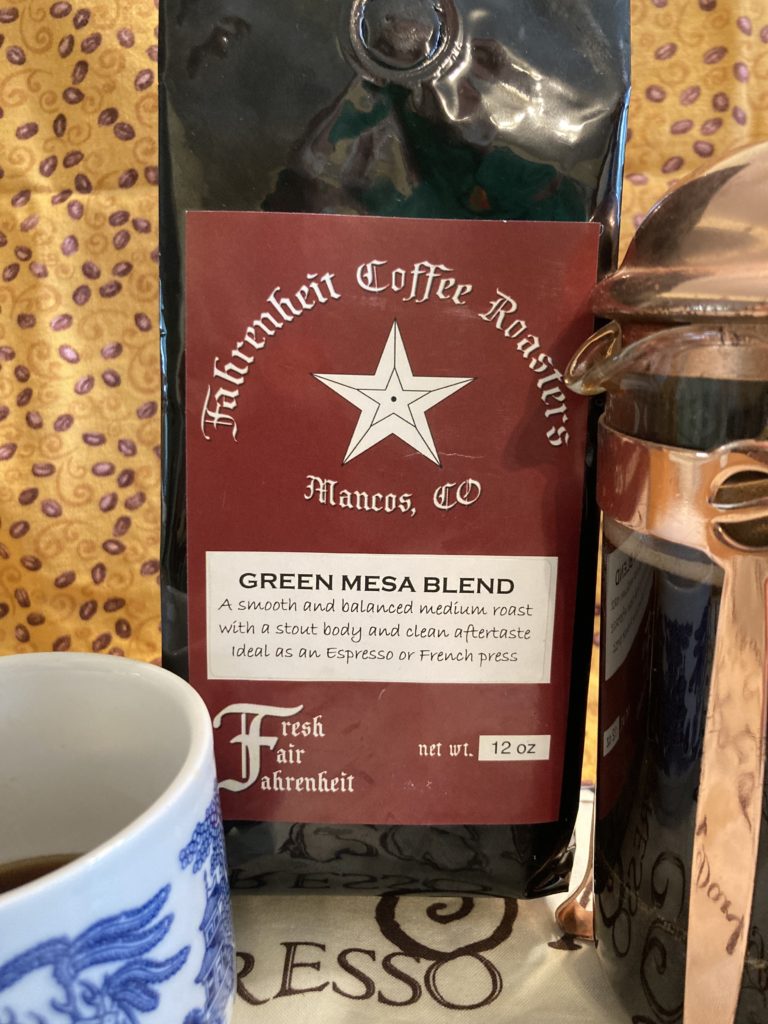 Fahrenheit Coffee Roasters
Mancos, CO
GREEN MESA BLEND
A smooth and balanced medium roast
with a stout body and clean aftertaste
Ideal as an Espresso or French press
Fresh
Fair
Fahrenheit
net wt. 12 oz
RESSO